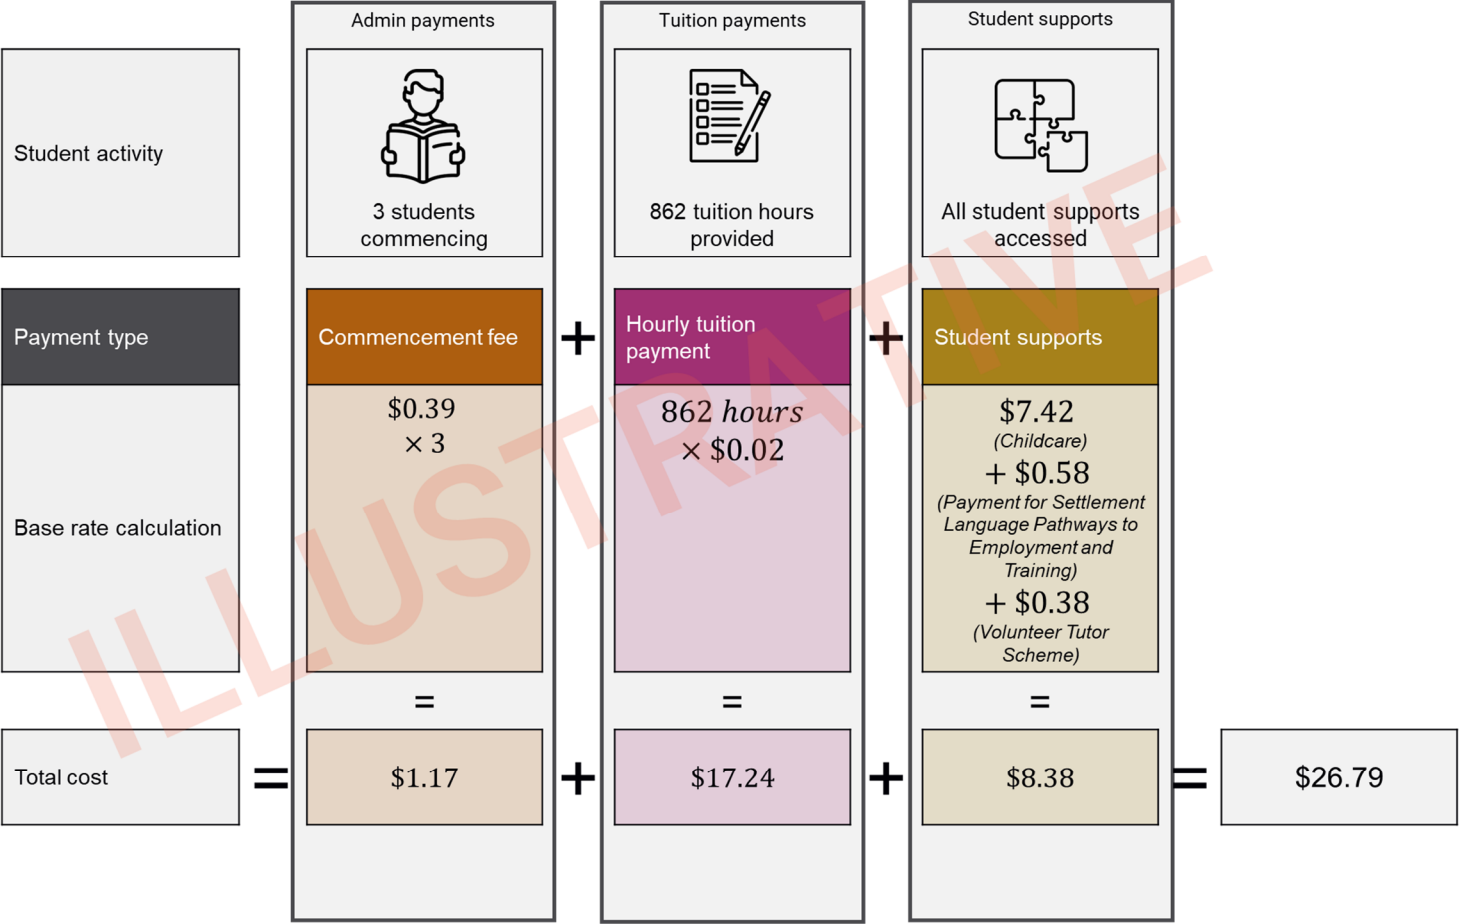 Admin payments
Tuition payments
Student supports
Student activity
3 students
commencing
862 tuition hours
provided
All student supports
accessed
Payment type
Commencement fee
+
Hourly tuition
payment
+
Student supports
Base rate calculation
$0.39
× 3
862 hours
× $0.02
$7.42
(Childcare)
+ $0.58
(Payment for Settlement
Language Pathways to
Employment and
Training)
+ $0.38
(Volunteer Tutor
Scheme)
=
=
=
Total cost
=
$1.17
+
$17.24
+
$8.38
=
$26.79
ILLUSTRATIVE